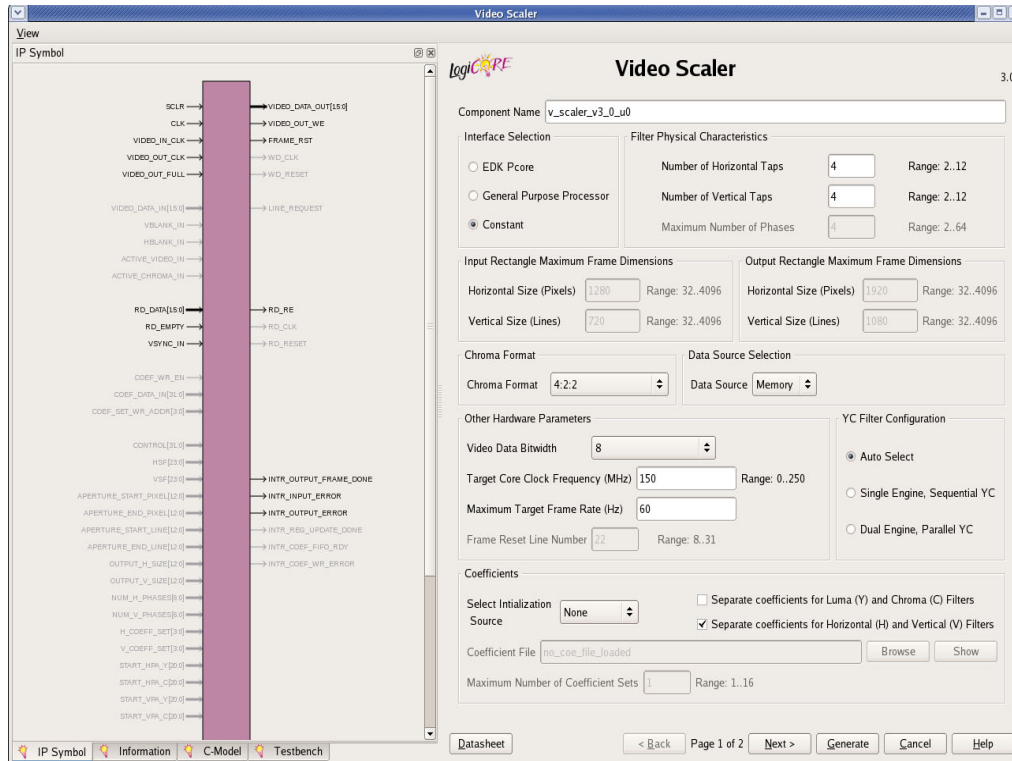 Video Scaler
View
IP Symbol
SCLR
CLK
VIDEO_IN_CLK
VIDEO_OUT_CLK
VIDEO_OUT_FULL
VIDEO_DATA_IN[15:0]
VBLANK_IN
HBLANK_IN
ACTIVE_VIDEO_IN
ACTIVE_CHROMA_IN
RD_DATA[15:0]
RD_EMPTY
VSYNC_IN
COEF_WR_EN
COEF_DATA_IN[31:0]
COEF_SET_WR_ADDR[3:0]
CONTROL[31:0]
HSF[23:0]
VSF[23:0]
APERTURE_START_PIXEL[12:0]
APERTURE_END_PIXEL[12:0]
APERTURE_START_LINE[12:0]
APERTURE_END_LINE[12:0]
OUTPUT_H_SIZE[12:0]
OUTPUT_V_SIZE[12:0]
NUM_H_PHASES[6:0]
NUM_V_PHASES[6:0]
H_COEFF_SET[3:0]
V_COEFF_SET[3:0]
START_HPA_Y[20:0]
START_HPA_C[20:0]
START_VPA_Y[20:0]
START_VPA_C[20:0]
VIDEO_DATA_OUT[15:0]
VIDEO_OUT_WE
FRAME_RST
WD_CLK
WD_RESET
LINE_REQUEST
RD_RE
RD_CLK
RD_RESET
INTR_OUTPUT_FRAME_DONE
INTR_INPUT_ERROR
INTR_OUTPUT_ERROR
INTR_REG_UPDATE_DONE
INTR_COEF_FIFO_RDY
INTR_COEF_WR_ERROR
IP Symbol Information C-Model Testbench
LogiCORE Video Scaler 3.0
Component Name v_scaler_v3_0_u0
Interface Selection
EDK Pcore
General Purpose Processor
Constant
Filter Physical Characteristics
Number of Horizontal Taps 4 Range: 2..12
Number of Vertical Taps 4 Range: 2..12
Maximum Number of Phases 4 Range: 2..64
Input Rectangle Maximum Frame Dimensions
Horizontal Size (Pixels) 1280 Range: 32..4096
Vertical Size (Lines) 720 Range: 32..4096
Output Rectangle Maximum Frame Dimensions
Horizontal Size (Pixels) 1920 Range: 32..4096
Vertical Size (Lines) 1080 Range: 32..4096
Chroma Format
Chroma Format 4:2:2
Data Source Selection
Data Source Memory
Other Hardware Parameters
Video Data Bitwidth 8
Target Core Clock Frequency (MHz) 150 Range: 0..250
Maximum Target Frame Rate (Hz) 60
Frame Reset Line Number 22 Range: 8..31
YC Filter Configuration
Auto Select
Single Engine, Sequential YC
Dual Engine, Parallel YC
Coefficients
Select Intialization
Source
None
Separate coefficients for Luma (Y) and Chroma (C) Filters
Separate coefficients for Horizontal (H) and Vertical (V) Filters
Coefficient File no_coe_file_loaded Browse Show
Maximum Number of Coefficient Sets 1 Range: 1..16
Datasheet < Back Page 1 of 2 Next > Generate Cancel Help